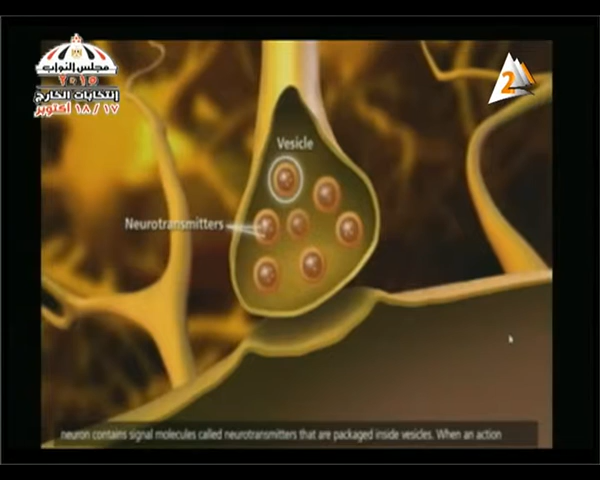 مجلس النواب
٢٠١٥
إنتخابات الخارج
١٧/ ١٨ أكتوبر
2
Vesicle
Neurotransmitters
neuron contains signal molecules called neurotransmitters that are packaged inside vesicles. When an action